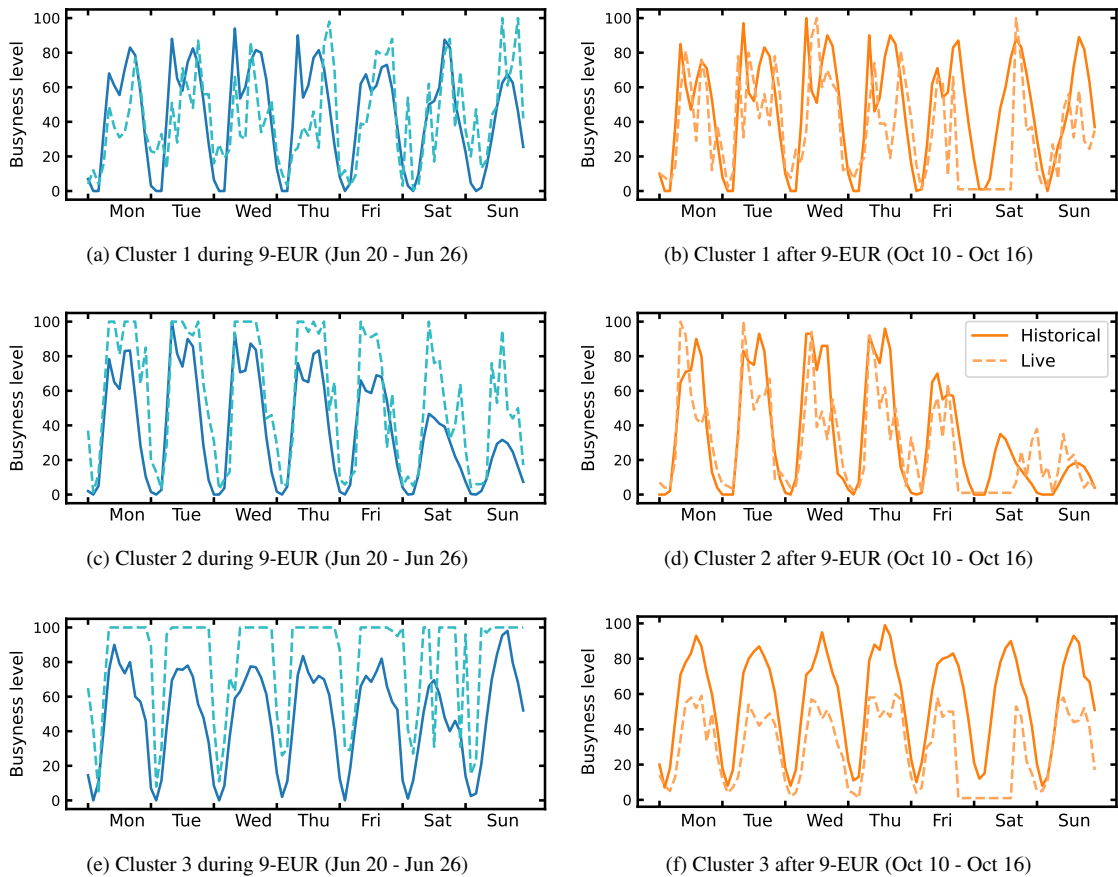 100
80
60
40
20
0
Busyness level
Mon Tue Wed Thu Fri Sat Sun
(a) Cluster 1 during 9-EUR (Jun 20 - Jun 26)
100
80
60
40
20
0
Busyness level
Mon Tue Wed Thu Fri Sat Sun
(b) Cluster 1 after 9-EUR (Oct 10 - Oct 16)
100
80
60
40
20
0
Busyness level
Mon Tue Wed Thu Fri Sat Sun
(c) Cluster 2 during 9-EUR (Jun 20 - Jun 26)
100
80
60
40
20
0
Busyness level
Historical
Live
Mon Tue Wed Thu Fri Sat Sun
(d) Cluster 2 after 9-EUR (Oct 10 - Oct 16)
100
80
60
40
20
0
Busyness level
Mon Tue Wed Thu Fri Sat Sun
(e) Cluster 3 during 9-EUR (Jun 20 - Jun 26)
100
80
60
40
20
0
Busyness level
Mon Tue Wed Thu Fri Sat Sun
(f) Cluster 3 after 9-EUR (Oct 10 - Oct 16)